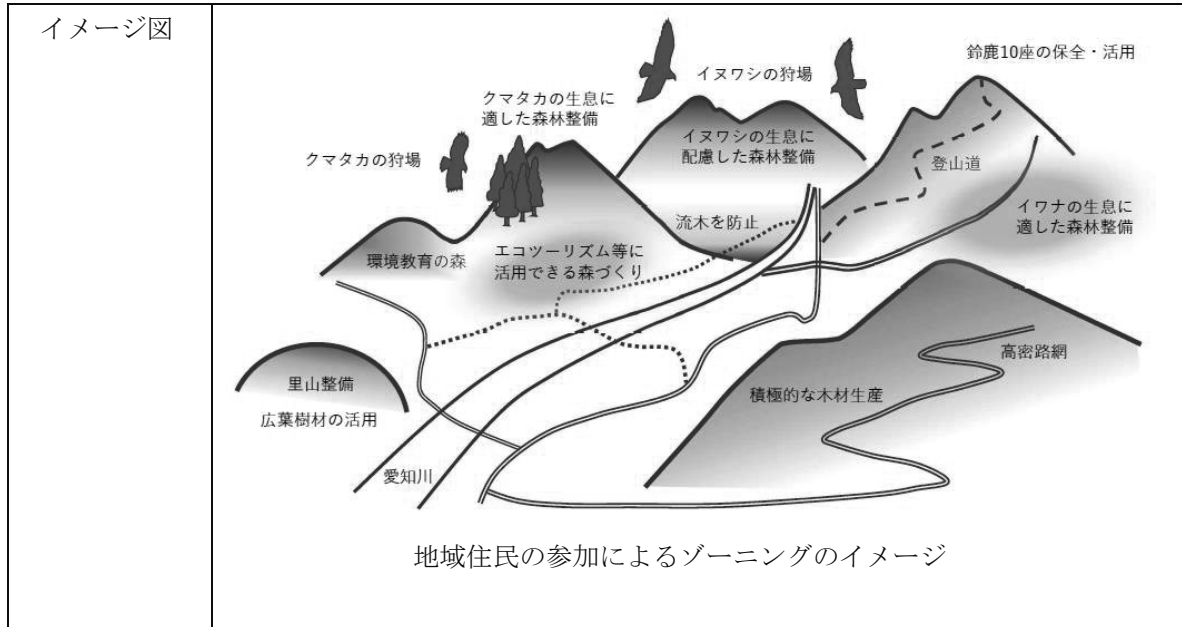 イメージ図
鈴鹿10座の保全・活用
イヌワシの狩場
クマタカの生息に
適した森林整備
イヌワシの生息に
配慮した森林整備
クマタカの狩場
登山道
イワナの生息に
適した森林整備
流木を防止
環境教育の森
エコツーリズム等に
活用できる森づくり
高密路網
里山整備
積極的な木材生産
広葉樹材の活用
愛知川
地域住民の参加によるゾーニングのイメージ